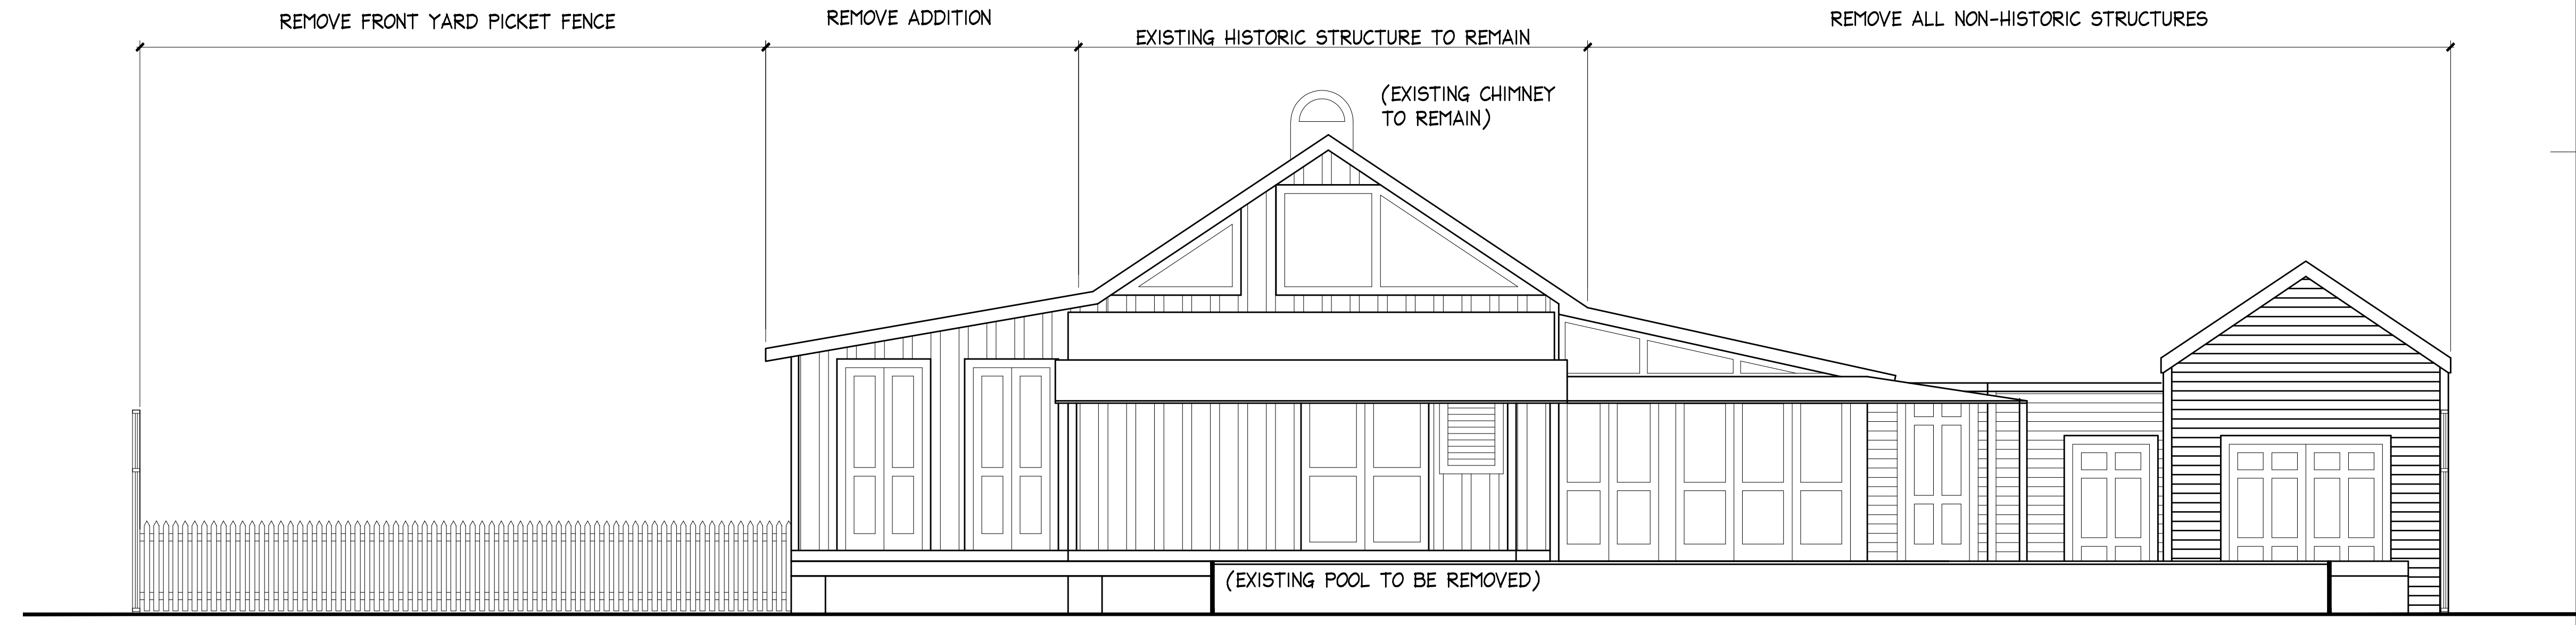 REMOVE FRONT YARD PICKET FENCE
REMOVE ADDITION
EXISTING HISTORIC STRUCTURE TO REMAIN
REMOVE ALL NON-HISTORIC STRUCTURES
(EXISTING CHIMNEY
TO REMAIN)
(EXISTING POOL TO BE REMOVED)